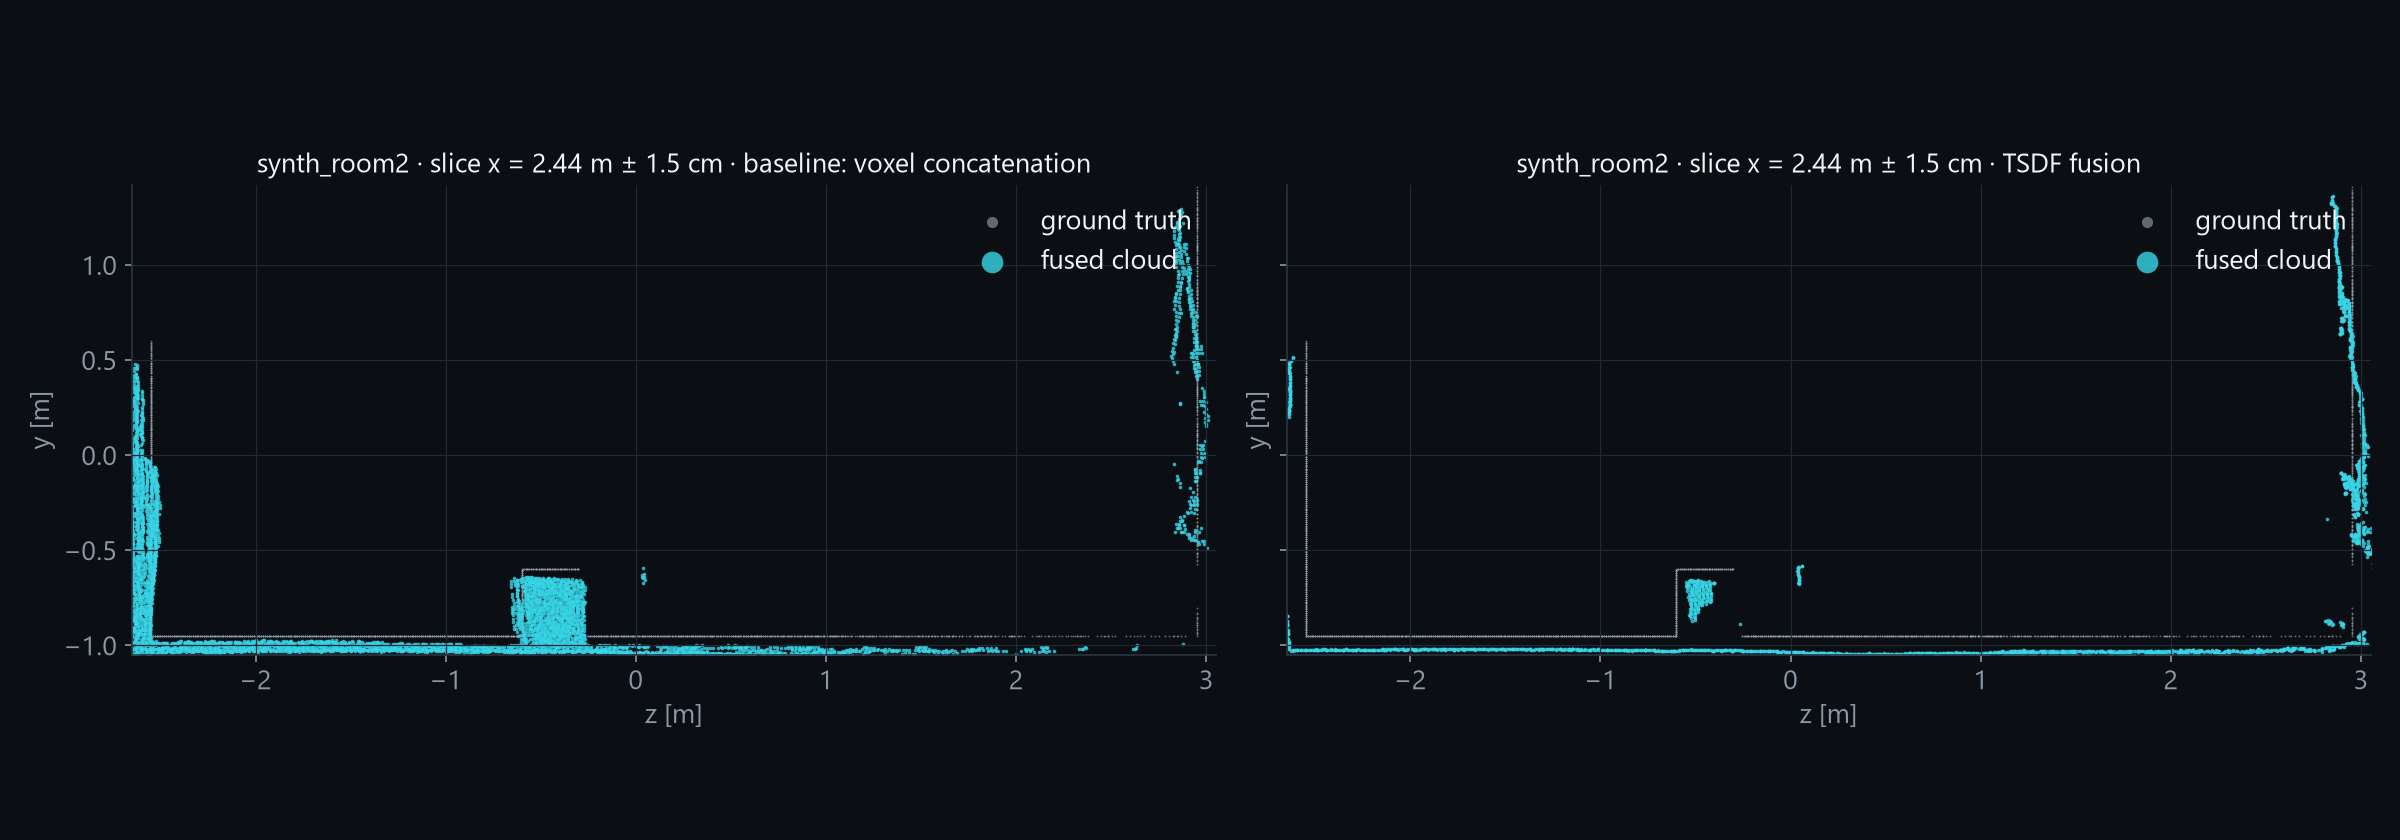 synth_room2 · slice x = 2.44 m ± 1.5 cm · baseline: voxel concatenation
ground truth
fused cloud
1.0
0.5
0.0
−0.5
−1.0
y [m]
−2
−1
0
1
2
3
z [m]
synth_room2 · slice x = 2.44 m ± 1.5 cm · TSDF fusion
ground truth
fused cloud
y [m]
−2
−1
0
1
2
3
z [m]